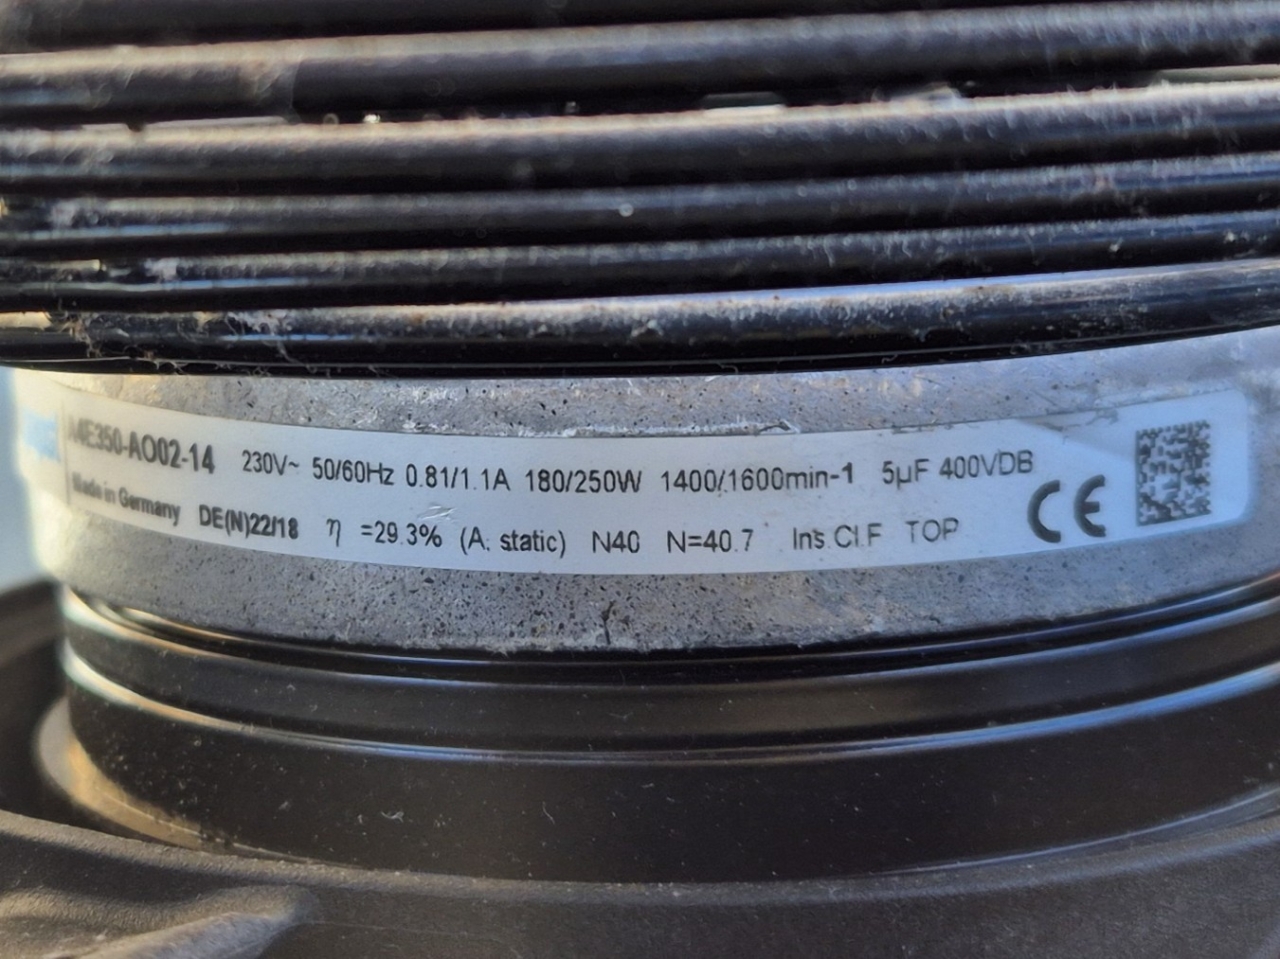 A4E350-AO02-14 230V~ 50/60Hz 0.81/1.1A 180/250W 1400/1600min-1 5µF 400VDB
Made in Germany DE(N)22/18 η =29.3% (A. static) N40 N=40.7 Ins.Cl.F TOP CE